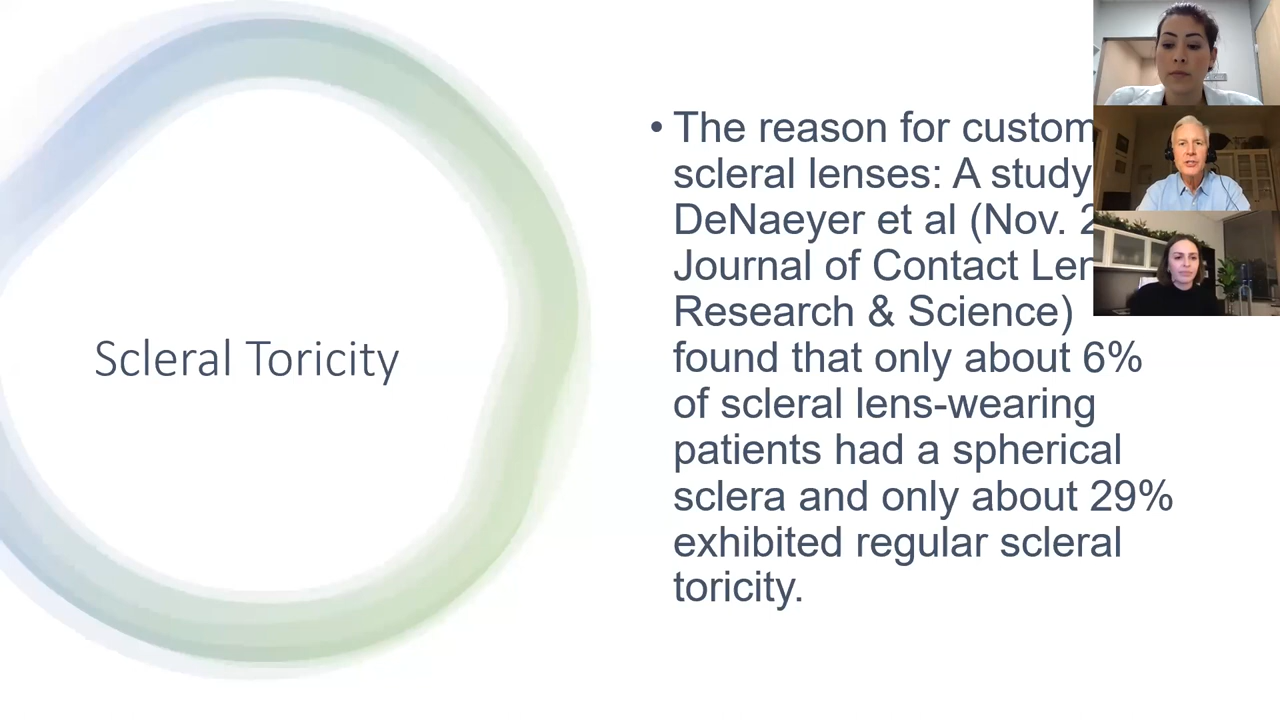 Scleral Toricity
• The reason for custom
scleral lenses: A study
DeNaeyer et al (Nov.
Journal of Contact
Research & Science)
found that only about 6%
of scleral lens-wearing
patients had a spherical
sclera and only about 29%
exhibited regular scleral
toricity.